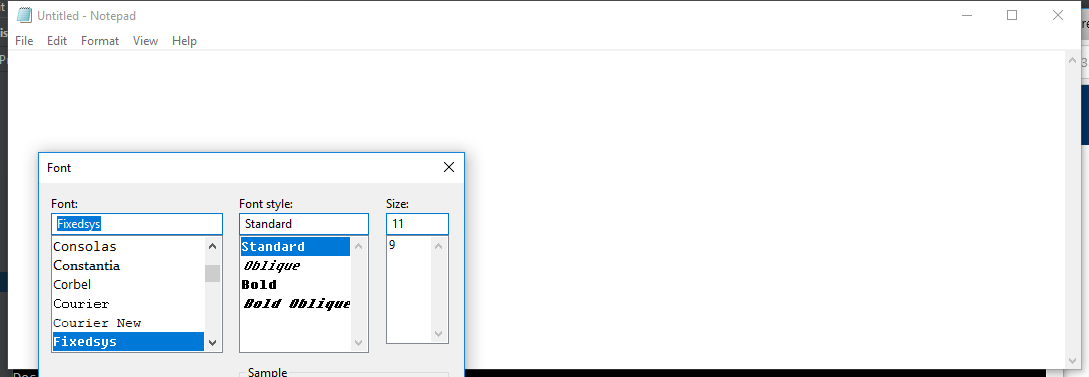 Untitled - Notepad
File Edit Format View Help
Font
Font: Font style: Size:
Fixedsys Standard 11
Consolas Standard 9
Constantia Oblique
Corbel Bold
Courier Bold Oblique
Courier New
Fixedsys
Sample